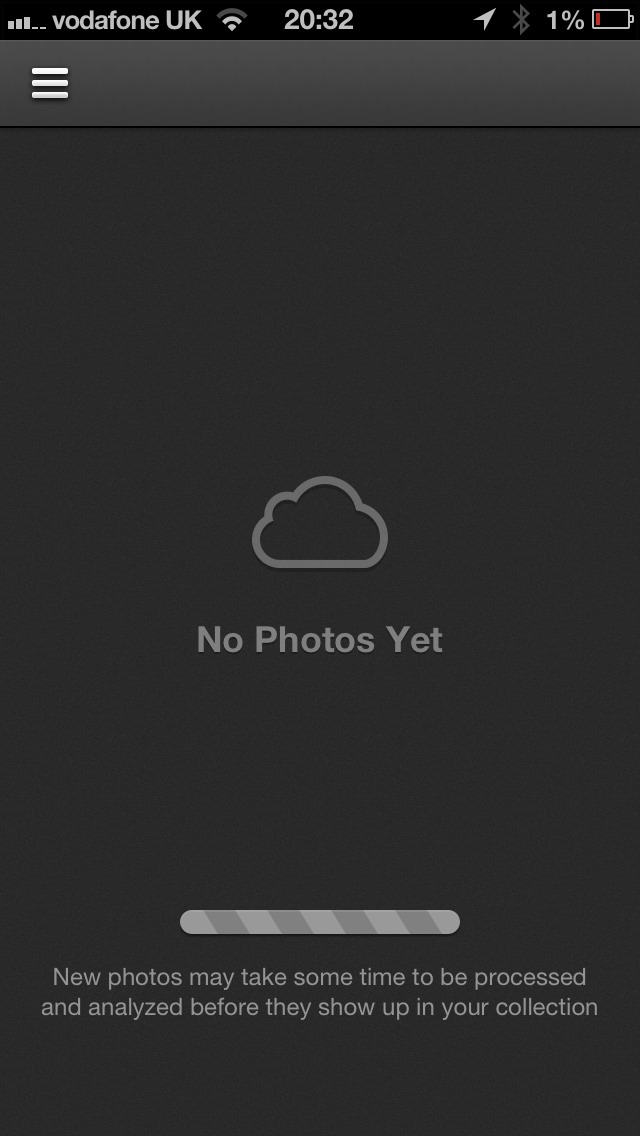 vodafone UK 20:32 1%
No Photos Yet
New photos may take some time to be processed
and analyzed before they show up in your collection